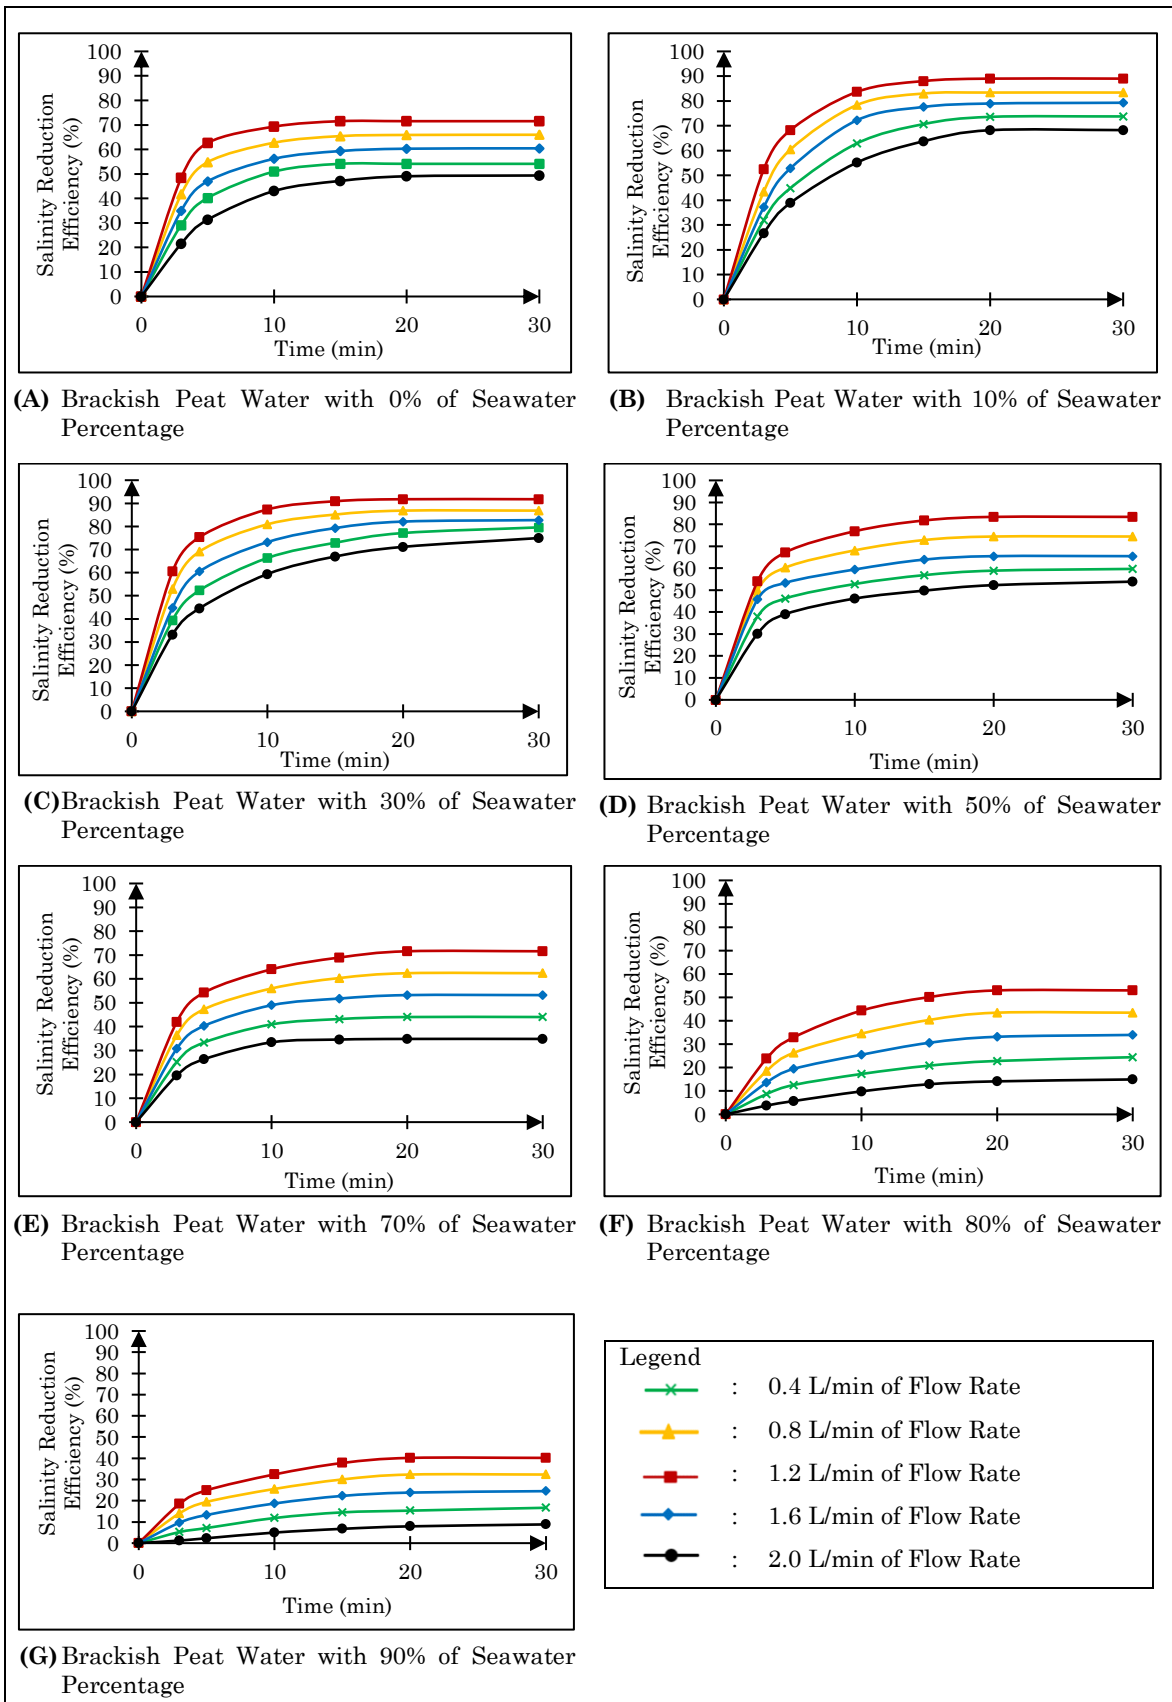 100
90
80
70
60
50
40
30
20
10
0
Salinity Reduction
Efficiency (%)
0 10 20 30
Time (min)
(A) Brackish Peat Water with 0% of Seawater
Percentage
100
90
80
70
60
50
40
30
20
10
0
Salinity Reduction
Efficiency (%)
0 10 20 30
Time (min)
(B) Brackish Peat Water with 10% of Seawater
Percentage
100
90
80
70
60
50
40
30
20
10
0
Salinity Reduction
Efficiency (%)
0 10 20 30
Time (min)
(C) Brackish Peat Water with 30% of Seawater
Percentage
100
90
80
70
60
50
40
30
20
10
0
Salinity Reduction
Efficiency (%)
0 10 20 30
Time (min)
(D) Brackish Peat Water with 50% of Seawater
Percentage
100
90
80
70
60
50
40
30
20
10
0
Salinity Reduction
Efficiency (%)
0 10 20 30
Time (min)
(E) Brackish Peat Water with 70% of Seawater
Percentage
100
90
80
70
60
50
40
30
20
10
0
Salinity Reduction
Efficiency (%)
0 10 20 30
Time (min)
(F) Brackish Peat Water with 80% of Seawater
Percentage
100
90
80
70
60
50
40
30
20
10
0
Salinity Reduction
Efficiency (%)
0 10 20 30
Time (min)
(G) Brackish Peat Water with 90% of Seawater
Percentage
Legend
: 0.4 L/min of Flow Rate
: 0.8 L/min of Flow Rate
: 1.2 L/min of Flow Rate
: 1.6 L/min of Flow Rate
: 2.0 L/min of Flow Rate